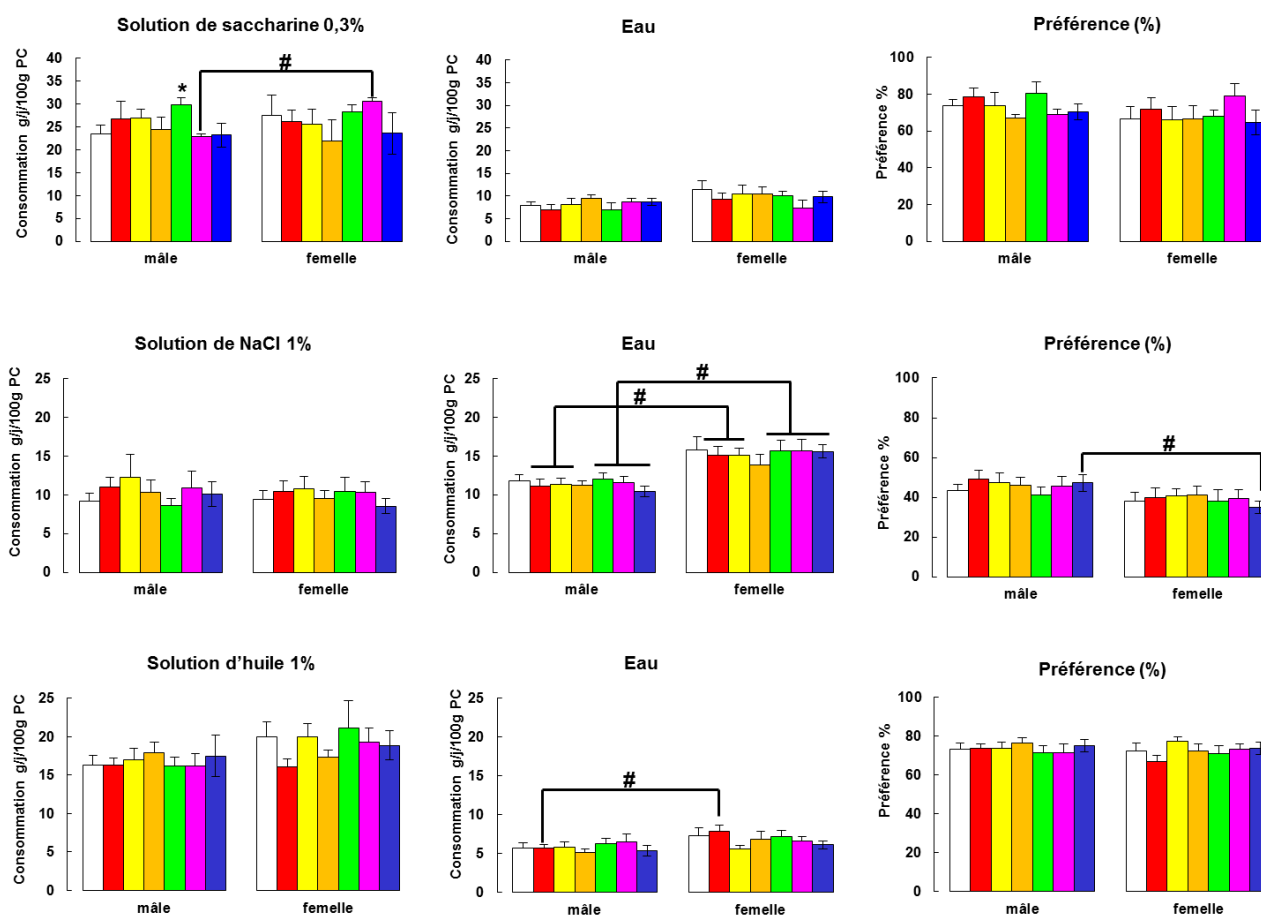 Solution de saccharine 0,3%
Consommation g/j/100g PC
40
35
30
25
20
15
10
5
0
*
#
mâle femelle
Eau
Consommation g/j/100g PC
40
35
30
25
20
15
10
5
0
mâle femelle
Préférence (%)
Préférence %
100
80
60
40
20
0
mâle femelle
Solution de NaCl 1%
Consommation g/j/100g PC
25
20
15
10
5
0
mâle femelle
Eau
Consommation g/j/100g PC
25
20
15
10
5
0
#
#
mâle femelle
Préférence (%)
Préférence %
100
80
60
40
20
0
#
mâle femelle
Solution d’huile 1%
Consommation g/j/100g PC
25
20
15
10
5
0
mâle femelle
Eau
Consommation g/j/100g PC
25
20
15
10
5
0
#
mâle femelle
Préférence (%)
Préférence %
100
80
60
40
20
0
mâle femelle